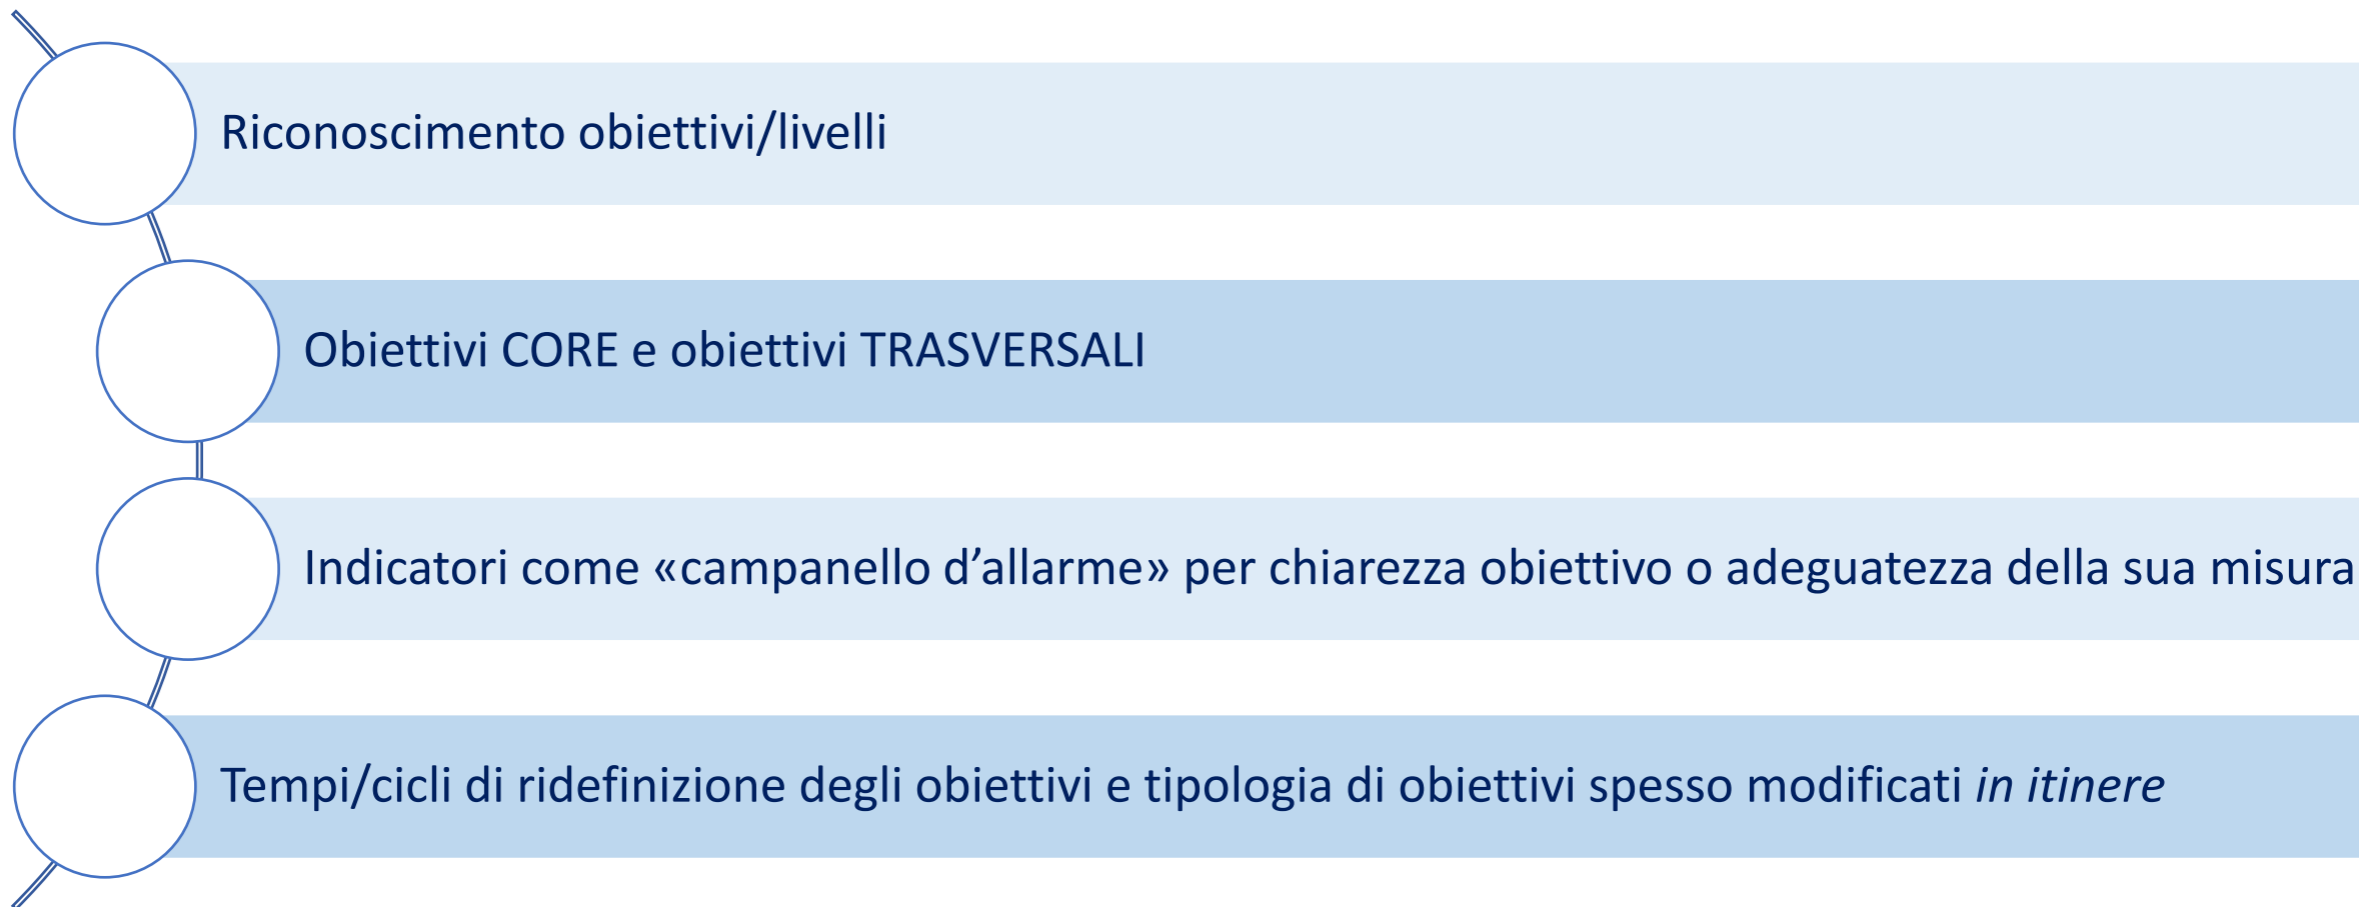 Riconoscimento obiettivi/livelli
Obiettivi CORE e obiettivi TRASVERSALI
Indicatori come «campanello d’allarme» per chiarezza obiettivo o adeguatezza della sua misura
Tempi/cicli di ridefinizione degli obiettivi e tipologia di obiettivi spesso modificati in itinere